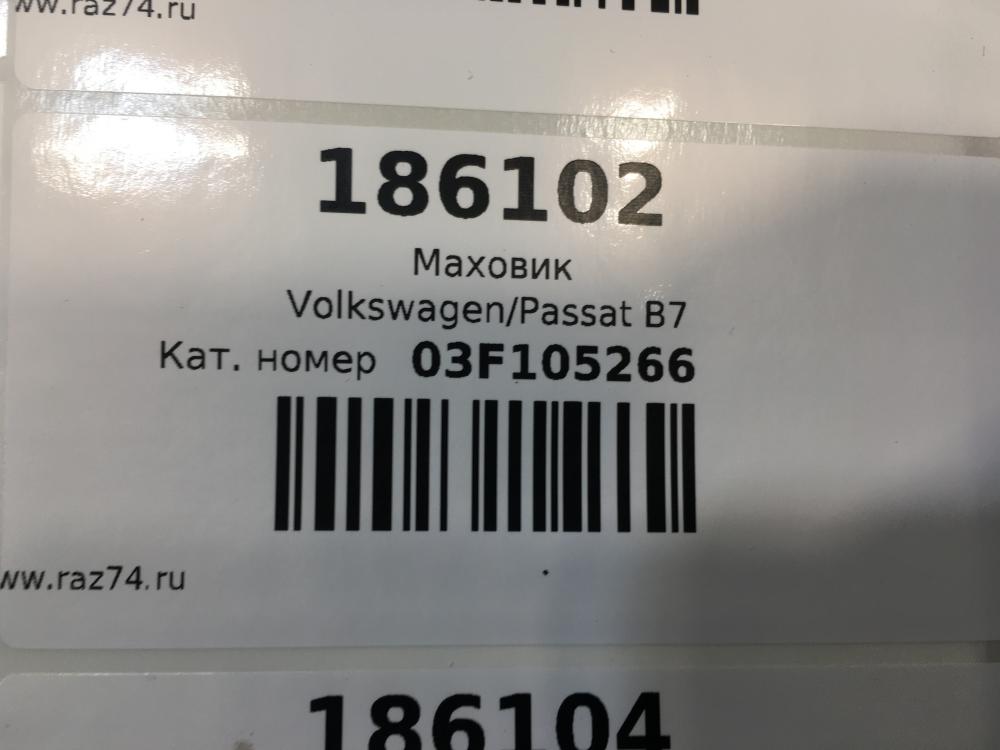 ww.raz74.ru
186102
Маховик
Volkswagen/Passat B7
Кат. номер 03F105266
ww.raz74.ru
186104